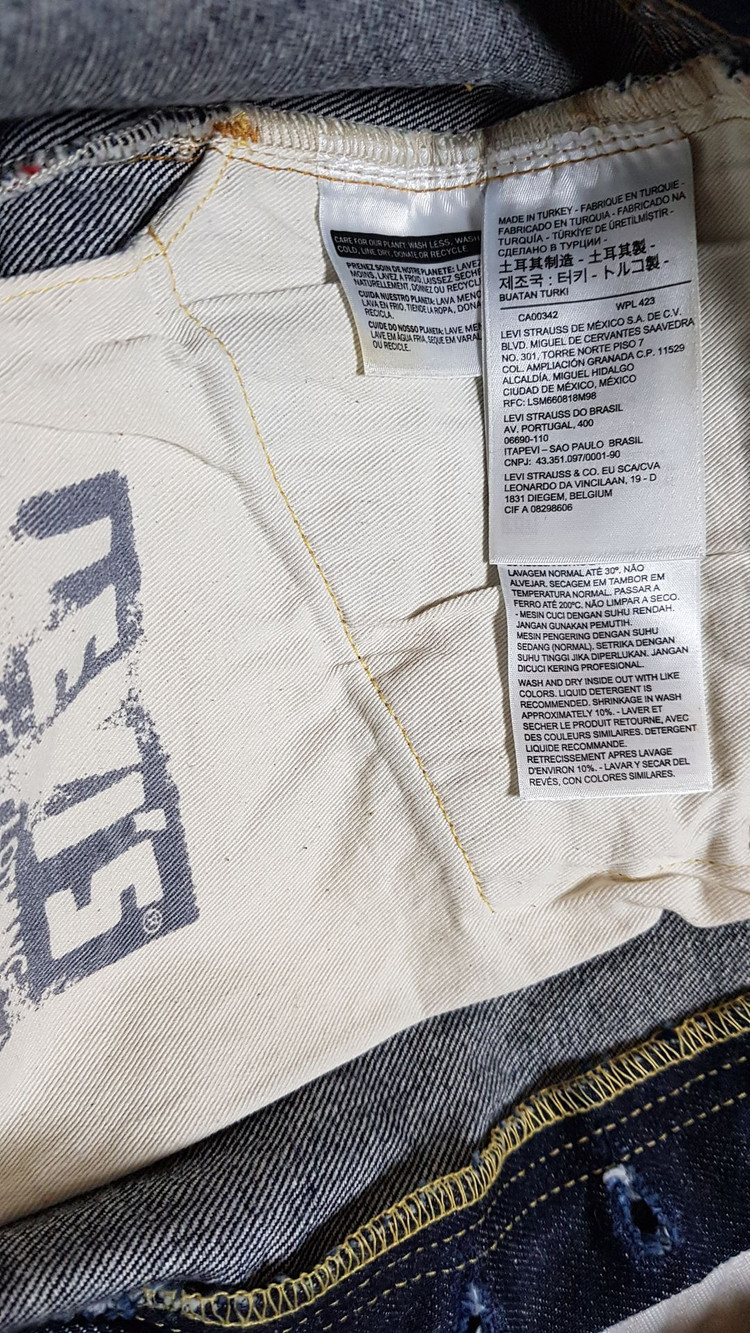 CARE FOR OUR PLANET: WASH LESS, WASH
COLD, LINE DRY, DONATE OR RECYCLE.
PRENEZ SOIN DE NOTRE PLANETE: LAVEZ
MOINS, LAVEZ A FROID, LAISSEZ SECHER
NATURELLEMENT, DONNEZ OU RECYCLEZ
CUIDA NUESTRO PLANETA: LAVA MENOS
LAVA EN FRIO, TIENDE LA ROPA, DONA
RECICLA.
CUIDE DO NOSSO PLANETA: LAVE ME
LAVE EM ÁGUA FRIA, SEQUE EM VARAL
OU RECICLE.
MADE IN TURKEY - FABRIQUE EN TURQUIE -
FABRICADO EN TURQUIA - FABRICADO NA
TURQUÍA - TÜRKİYE' DE ÜRETİLMİŞTİR -
СДЕЛАНО В ТУРЦИИ -
土耳其制造 - 土耳其製 -
제조국 : 터키 - トルコ製 -
BUATAN TURKI
CA00342 WPL 423
LEVI STRAUSS DE MÉXICO S.A. DE C.V.
BLVD. MIGUEL DE CERVANTES SAAVEDRA
NO. 301, TORRE NORTE PISO 7
COL. AMPLIACIÓN GRANADA C.P. 11529
ALCALDÍA. MIGUEL HIDALGO
CIUDAD DE MÉXICO, MÉXICO
RFC: LSM660818M98
LEVI STRAUSS DO BRASIL
AV. PORTUGAL, 400
06690-110
ITAPEVI – SAO PAULO BRASIL
CNPJ: 43.351.097/0001-90
LEVI STRAUSS & CO. EU SCA/CVA
LEONARDO DA VINCILAAN, 19 - D
1831 DIEGEM, BELGIUM
CIF A 08298606
LAVAGEM NORMAL ATÉ 30º. NÃO
ALVEJAR. SECAGEM EM TAMBOR EM
TEMPERATURA NORMAL. PASSAR A
FERRO ATÉ 200ºC. NÃO LIMPAR A SECO.
- MESIN CUCI DENGAN SUHU RENDAH.
JANGAN GUNAKAN PEMUTIH.
MESIN PENGERING DENGAN SUHU
SEDANG (NORMAL). SETRIKA DENGAN
SUHU TINGGI JIKA DIPERLUKAN. JANGAN
DICUCI KERING PROFESIONAL.
WASH AND DRY INSIDE OUT WITH LIKE
COLORS. LIQUID DETERGENT IS
RECOMMENDED. SHRINKAGE IN WASH
APPROXIMATELY 10%. - LAVER ET
SECHER LE PRODUIT RETOURNE, AVEC
DES COULEURS SIMILAIRES. DETERGENT
LIQUIDE RECOMMANDE.
RETRECISSEMENT APRES LAVAGE
D'ENVIRON 10%. - LAVAR Y SECAR DEL
REVÉS, CON COLORES SIMILARES.